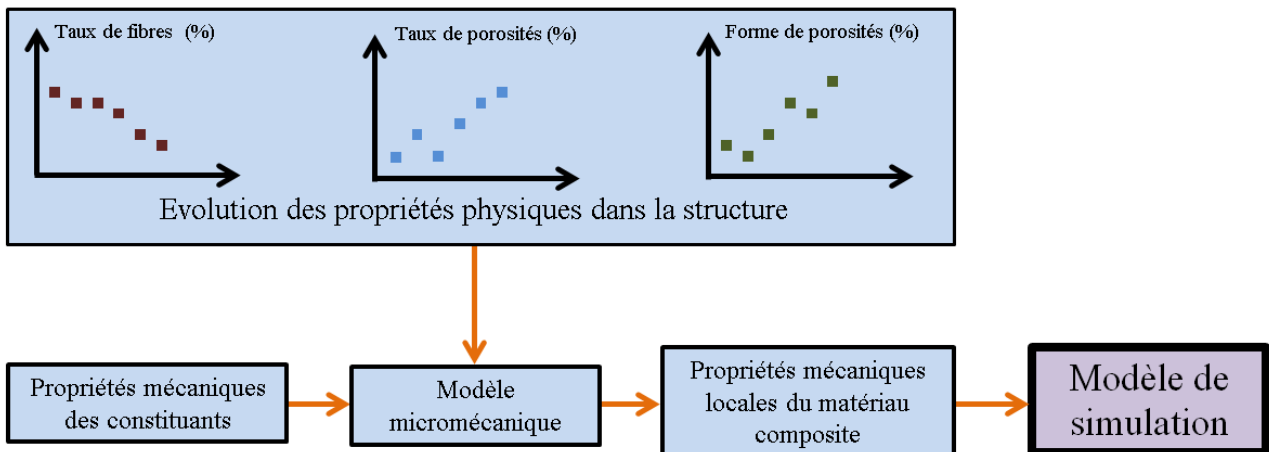 Taux de fibres (%)
Taux de porosités (%)
Forme de porosités (%)
Evolution des propriétés physiques dans la structure
Propriétés mécaniques
des constituants
Modèle
micromécanique
Propriétés mécaniques
locales du matériau
composite
Modèle de
simulation